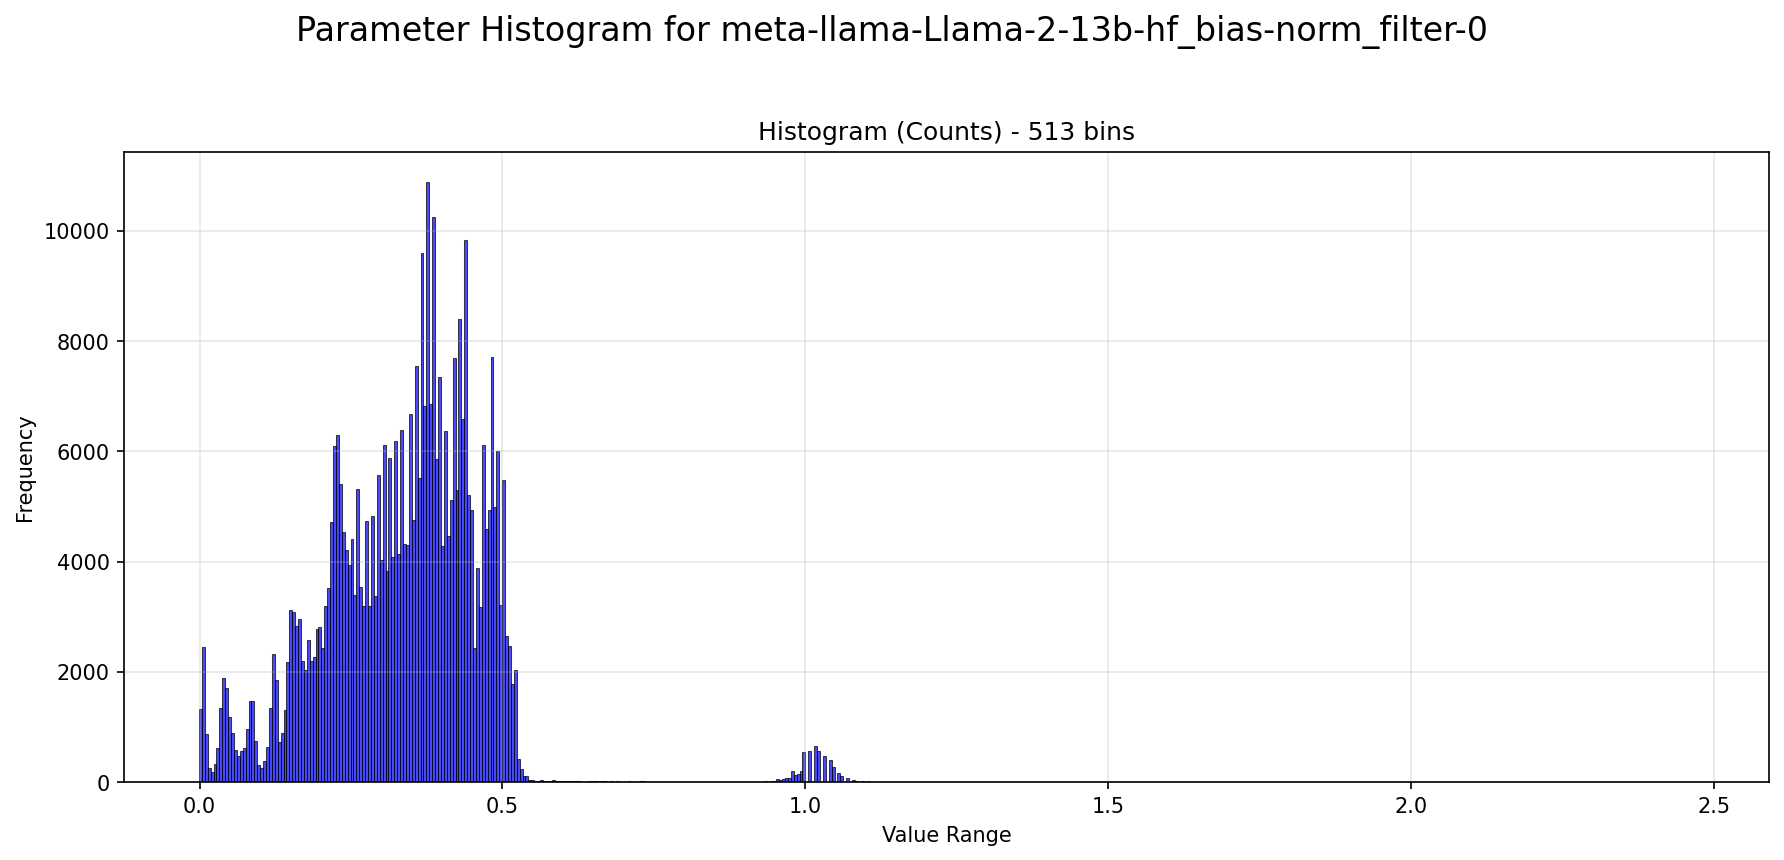 Parameter Histogram for meta-llama-Llama-2-13b-hf_bias-norm_filter-0
Histogram (Counts) - 513 bins
Frequency
10000
8000
6000
4000
2000
0
0.0 0.5 1.0 1.5 2.0 2.5
Value Range